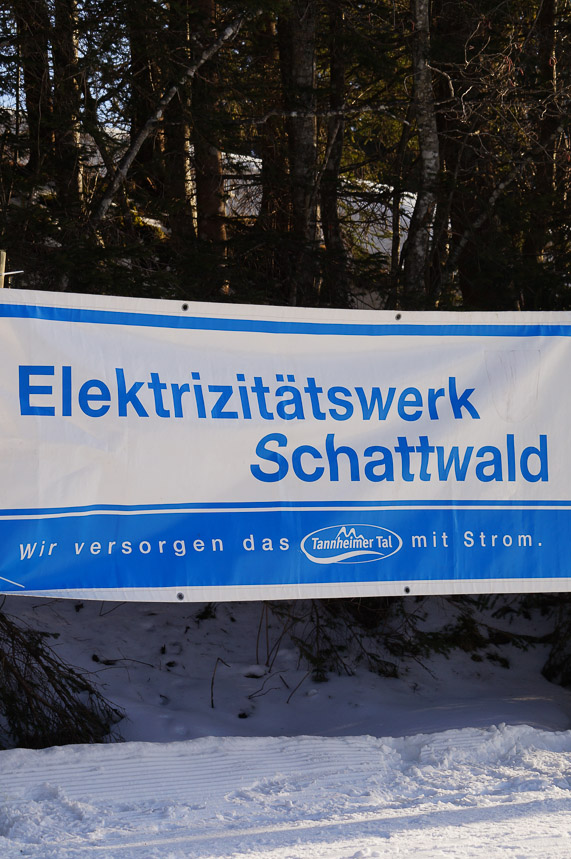 Elektrizitätswerk
Schattwald
Wir versorgen das Tannheimer Tal mit Strom.